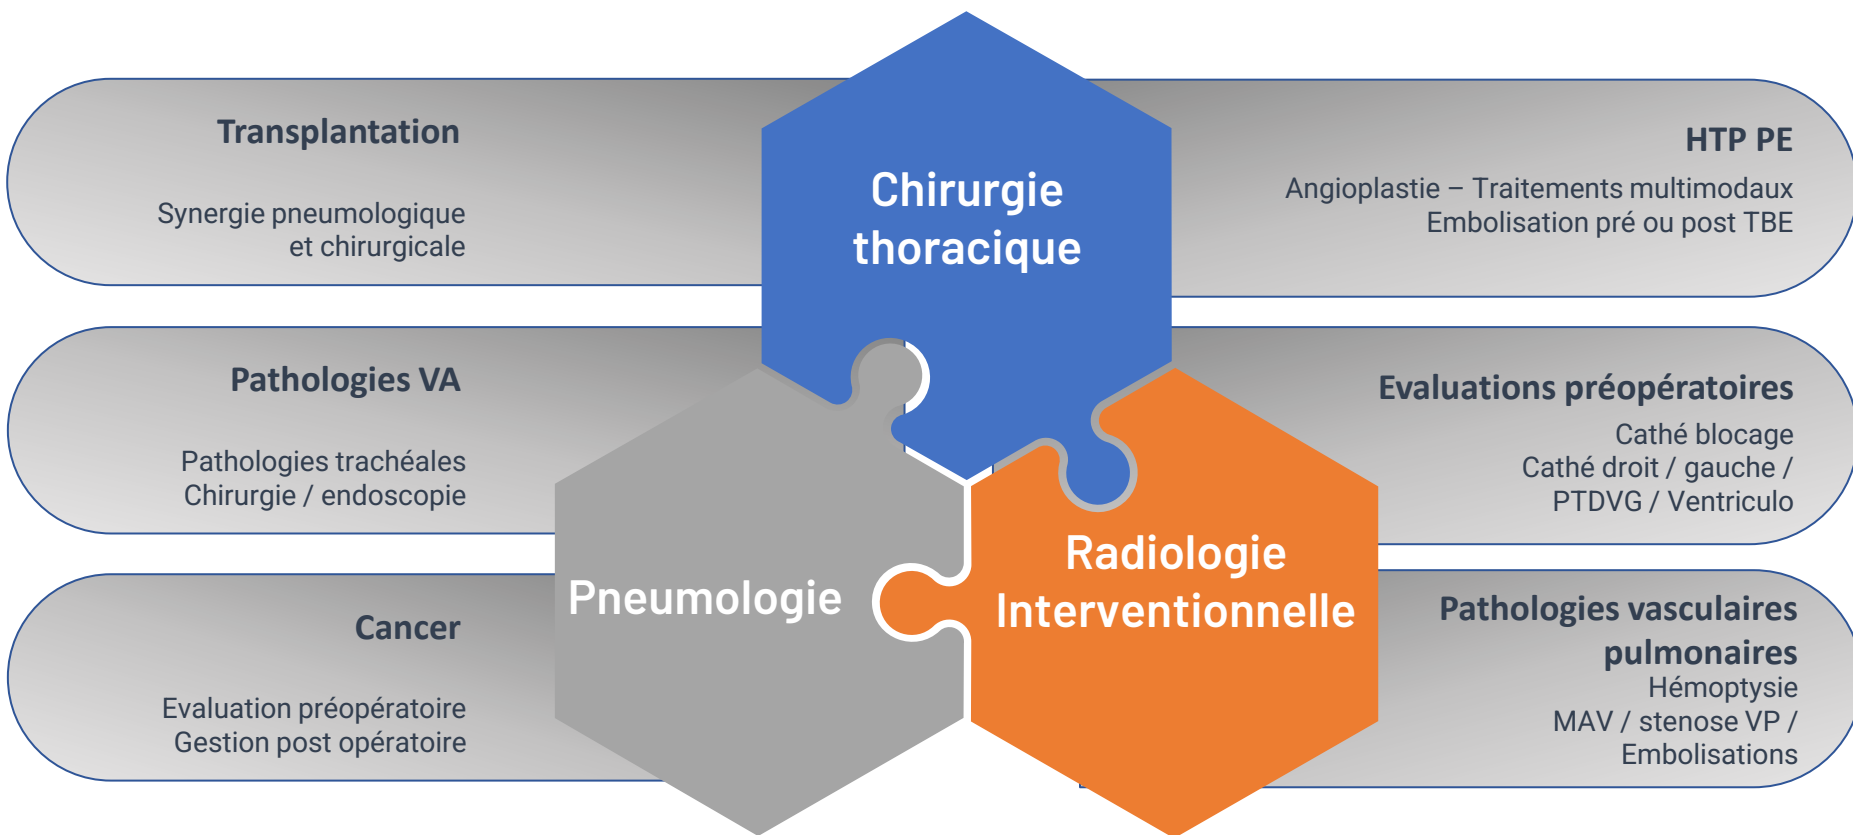 Transplantation
Synergie pneumologique
et chirurgicale
Pathologies VA
Pathologies trachéales
Chirurgie / endoscopie
Cancer
Evaluation préopératoire
Gestion post opératoire
Chirurgie
thoracique
Pneumologie
Radiologie
Interventionnelle
HTP PE
Angioplastie – Traitements multimodaux
Embolisation pré ou post TBE
Evaluations préopératoires
Cathé blocage
Cathé droit / gauche /
PTDVG / Ventriculo
Pathologies vasculaires
pulmonaires
Hémoptysie
MAV / stenose VP /
Embolisations